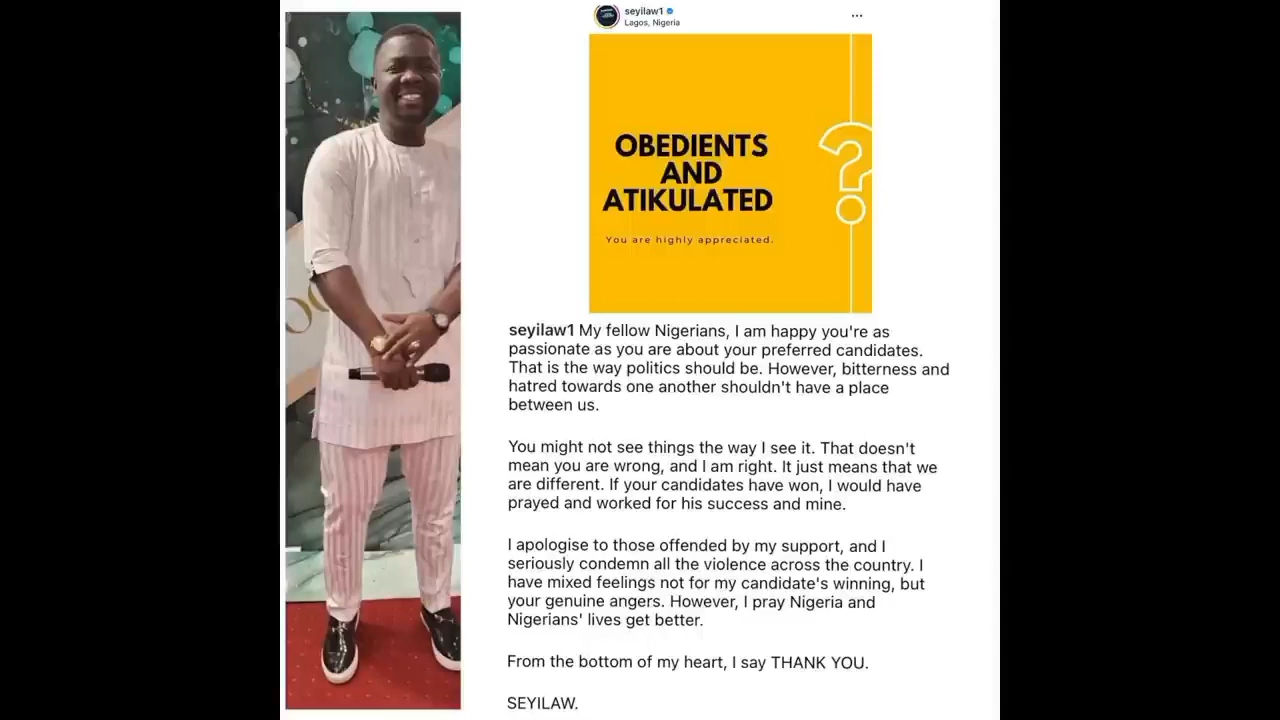 seyilaw1
Lagos, Nigeria
OBEDIENTS
AND
ATIKULATED
You are highly appreciated.
?
seyilaw1 My fellow Nigerians, I am happy you're as
passionate as you are about your preferred candidates.
That is the way politics should be. However, bitterness and
hatred towards one another shouldn't have a place
between us.
You might not see things the way I see it. That doesn't
mean you are wrong, and I am right. It just means that we
are different. If your candidates have won, I would have
prayed and worked for his success and mine.
I apologise to those offended by my support, and I
seriously condemn all the violence across the country. I
have mixed feelings not for my candidate's winning, but
your genuine angers. However, I pray Nigeria and
Nigerians' lives get better.
From the bottom of my heart, I say THANK YOU.
SEYILAW.